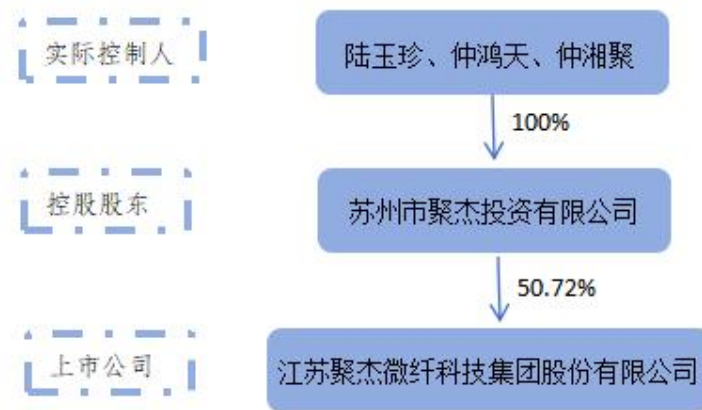 实际控制人
陆玉珍、仲鸿天、仲湘聚
100%
控股股东
苏州市聚杰投资有限公司
50.72%
上市公司
江苏聚杰微纤科技集团股份有限公司